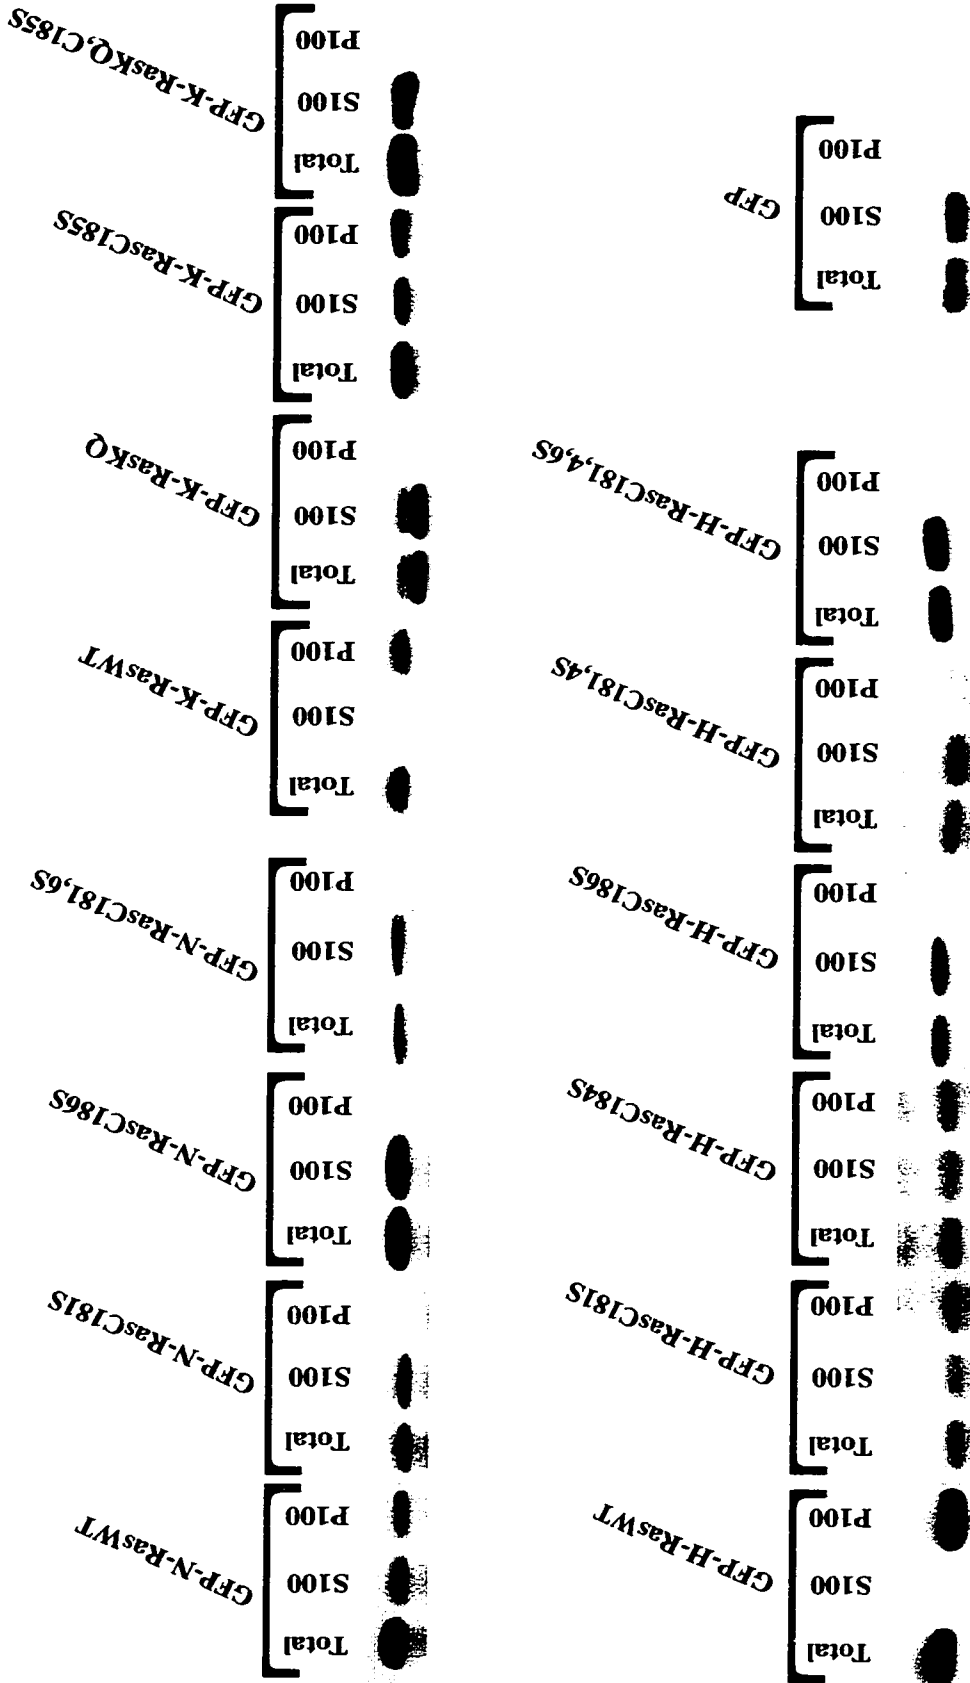 GFP-H-RasWT
Total
S100
P100
GFP-H-RasC181S
Total
S100
P100
GFP-H-RasC184S
Total
S100
P100
GFP-H-RasC186S
Total
S100
P100
GFP-H-RasC181,4S
Total
S100
P100
GFP-H-RasC181,4,6S
Total
S100
P100
GFP
Total
S100
P100
GFP-N-RasWT
Total
S100
P100
GFP-N-RasC181S
Total
S100
P100
GFP-N-RasC186S
Total
S100
P100
GFP-N-RasC181,6S
Total
S100
P100
GFP-K-RasWT
Total
S100
P100
GFP-K-RasKQ
Total
S100
P100
GFP-K-RasC185S
Total
S100
P100
GFP-K-RasKQ,C185S
Total
S100
P100